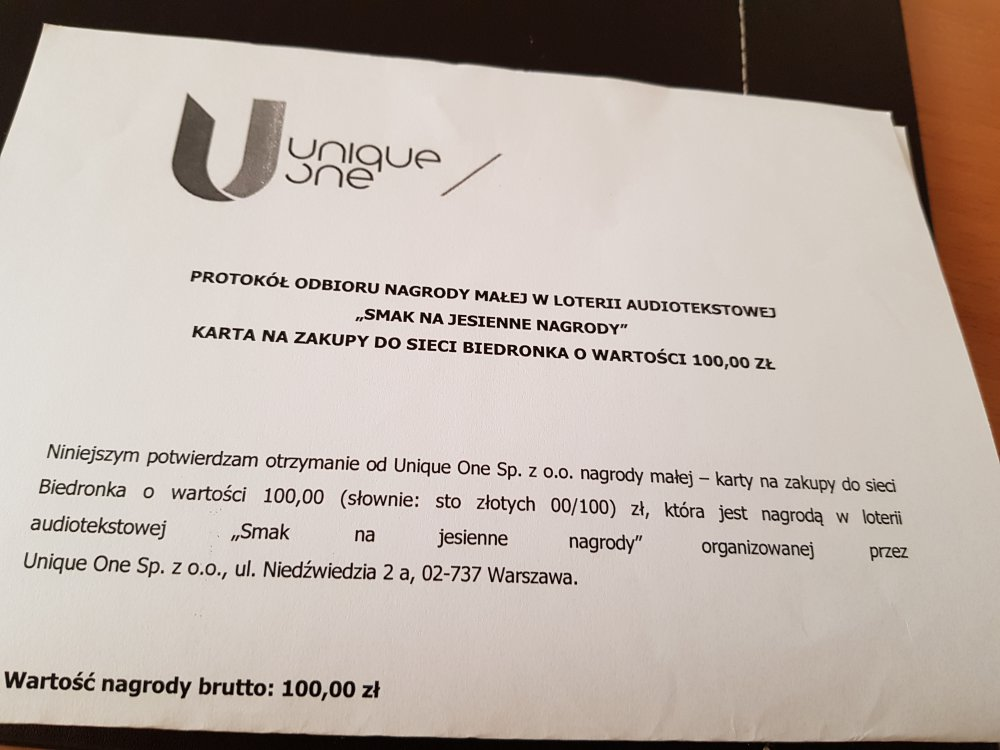 unique
one
PROTOKÓŁ ODBIORU NAGRODY MAŁEJ W LOTERII AUDIOTEKSTOWEJ
„SMAK NA JESIENNE NAGRODY”
KARTA NA ZAKUPY DO SIECI BIEDRONKA O WARTOŚCI 100,00 ZŁ
Niniejszym potwierdzam otrzymanie od Unique One Sp. z o.o. nagrody małej – karty na zakupy do sieci
Biedronka o wartości 100,00 (słownie: sto złotych 00/100) zł, która jest nagrodą w loterii
audiotekstowej „Smak na jesienne nagrody” organizowanej przez
Unique One Sp. z o.o., ul. Niedźwiedzia 2 a, 02-737 Warszawa.
Wartość nagrody brutto: 100,00 zł